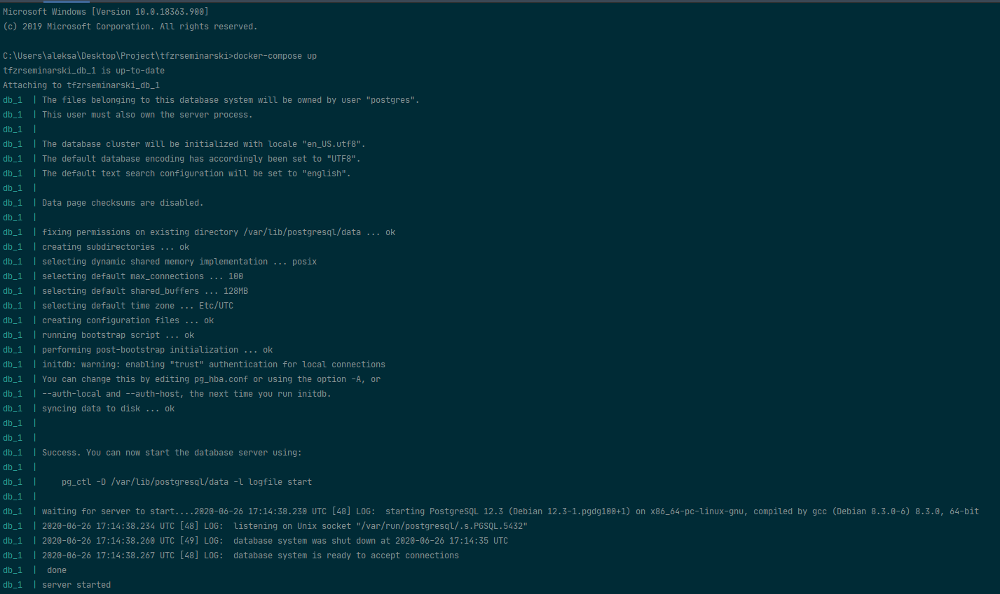 Microsoft Windows [Version 10.0.18363.900]
(c) 2019 Microsoft Corporation. All rights reserved.
C:\Users\aleksa\Desktop\Project\tfzrseminarski>docker-compose up
tfzrseminarski_db_1 is up-to-date
Attaching to tfzrseminarski_db_1
db_1  | The files belonging to this database system will be owned by user "postgres".
db_1  | This user must also own the server process.
db_1  |
db_1  | The database cluster will be initialized with locale "en_US.utf8".
db_1  | The default database encoding has accordingly been set to "UTF8".
db_1  | The default text search configuration will be set to "english".
db_1  |
db_1  | Data page checksums are disabled.
db_1  |
db_1  | fixing permissions on existing directory /var/lib/postgresql/data ... ok
db_1  | creating subdirectories ... ok
db_1  | selecting dynamic shared memory implementation ... posix
db_1  | selecting default max_connections ... 100
db_1  | selecting default shared_buffers ... 128MB
db_1  | selecting default time zone ... Etc/UTC
db_1  | creating configuration files ... ok
db_1  | running bootstrap script ... ok
db_1  | performing post-bootstrap initialization ... ok
db_1  | initdb: warning: enabling "trust" authentication for local connections
db_1  | You can change this by editing pg_hba.conf or using the option -A, or
db_1  | --auth-local and --auth-host, the next time you run initdb.
db_1  | syncing data to disk ... ok
db_1  |
db_1  |
db_1  | Success. You can now start the database server using:
db_1  |
db_1  |     pg_ctl -D /var/lib/postgresql/data -l logfile start
db_1  |
db_1  | waiting for server to start....2020-06-26 17:14:38.230 UTC [48] LOG:  starting PostgreSQL 12.3 (Debian 12.3-1.pgdg100+1) on x86_64-pc-linux-gnu, compiled by gcc (Debian 8.3.0-6) 8.3.0, 64-bit
db_1  | 2020-06-26 17:14:38.234 UTC [48] LOG:  listening on Unix socket "/var/run/postgresql/.s.PGSQL.5432"
db_1  | 2020-06-26 17:14:38.260 UTC [49] LOG:  database system was shut down at 2020-06-26 17:14:35 UTC
db_1  | 2020-06-26 17:14:38.267 UTC [48] LOG:  database system is ready to accept connections
db_1  |  done
db_1  | server started